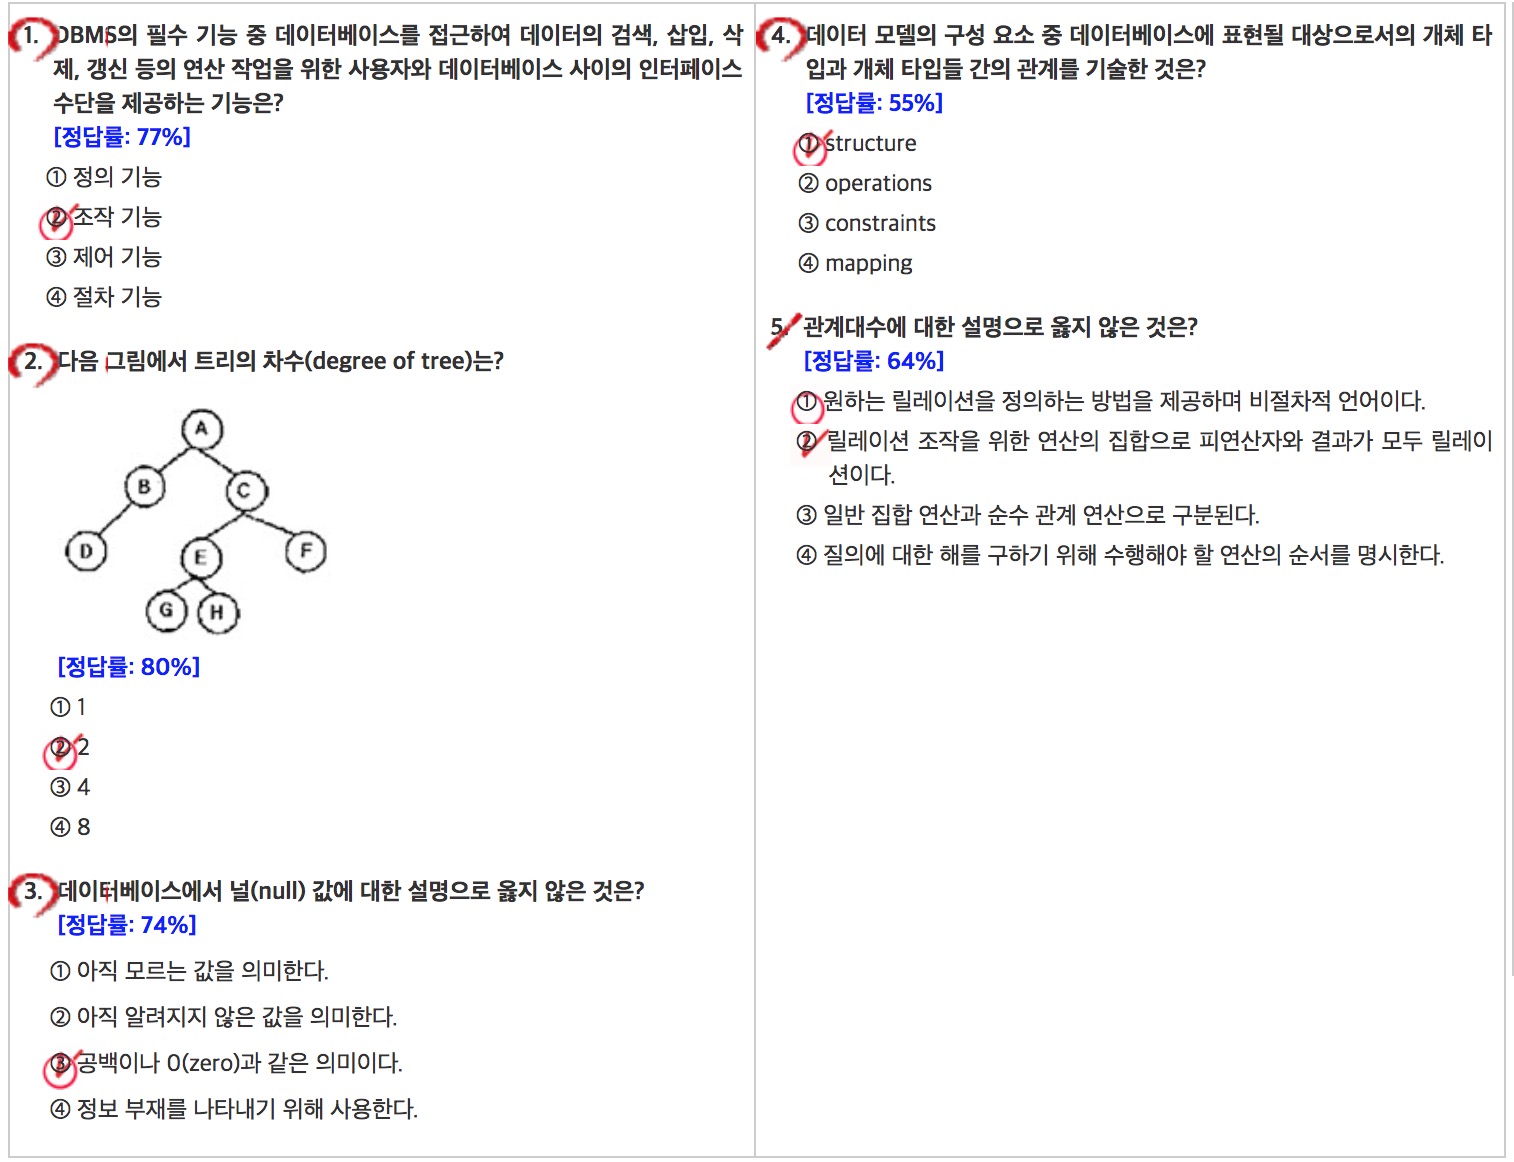 1. DBMS의 필수 기능 중 데이터베이스를 접근하여 데이터의 검색, 삽입, 삭
제, 갱신 등의 연산 작업을 위한 사용자와 데이터베이스 사이의 인터페이스
수단을 제공하는 기능은?
[정답률: 77%]
① 정의 기능
② 조작 기능
③ 제어 기능
④ 절차 기능
2. 다음 그림에서 트리의 차수(degree of tree)는?
A
B C
D E F
G H
[정답률: 80%]
① 1
② 2
③ 4
④ 8
3. 데이터베이스에서 널(null) 값에 대한 설명으로 옳지 않은 것은?
[정답률: 74%]
① 아직 모르는 값을 의미한다.
② 아직 알려지지 않은 값을 의미한다.
③ 공백이나 0(zero)과 같은 의미이다.
④ 정보 부재를 나타내기 위해 사용한다.
4. 데이터 모델의 구성 요소 중 데이터베이스에 표현될 대상으로서의 개체 타
입과 개체 타입들 간의 관계를 기술한 것은?
[정답률: 55%]
① structure
② operations
③ constraints
④ mapping
5. 관계대수에 대한 설명으로 옳지 않은 것은?
[정답률: 64%]
① 원하는 릴레이션을 정의하는 방법을 제공하며 비절차적 언어이다.
② 릴레이션 조작을 위한 연산의 집합으로 피연산자와 결과가 모두 릴레이
션이다.
③ 일반 집합 연산과 순수 관계 연산으로 구분된다.
④ 질의에 대한 해를 구하기 위해 수행해야 할 연산의 순서를 명시한다.